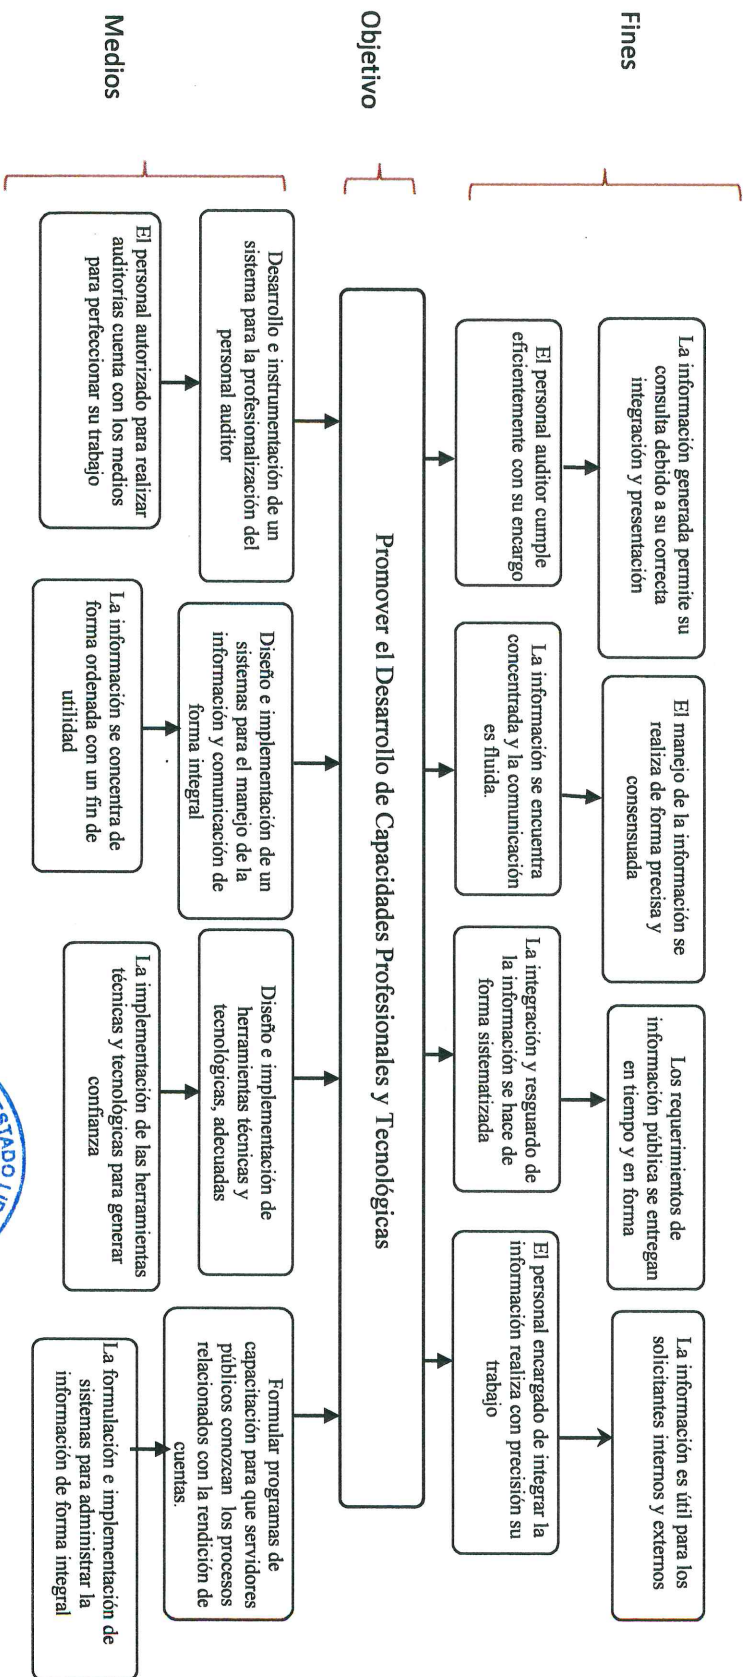 Fines
La información generada permite su
consulta debido a su correcta
integración y presentación
El manejo de la información se
realiza de forma precisa y
consensuada
Los requerimientos de
información pública se entregan
en tiempo y en forma
La información es útil para los
solicitantes internos y externos
El personal auditor cumple
eficientemente con su encargo
La información se encuentra
concentrada y la comunicación
es fluida.
La integración y resguardo de
la información se hace de
forma sistematizada
El personal encargado de integrar la
información realiza con precisión su
trabajo
Objetivo
Promover el Desarrollo de Capacidades Profesionales y Tecnológicas
Medios
Desarrollo e instrumentación de un
sistema para la profesionalización del
personal auditor
Diseño e implementación de un
sistemas para el manejo de la
información y comunicación de
forma integral
Diseño e implementación de
herramientas técnicas y
tecnológicas, adecuadas
Formular programas de
capacitación para que servidores
públicos conozcan los procesos
relacionados con la rendición de
cuentas.
El personal autorizado para realizar
auditorías cuenta con los medios
para perfeccionar su trabajo
La información se concentra de
forma ordenada con un fin de
utilidad
La implementación de las herramientas
técnicas y tecnológicas para generar
confianza
La formulación e implementación de
sistemas para administrar la
información de forma integral